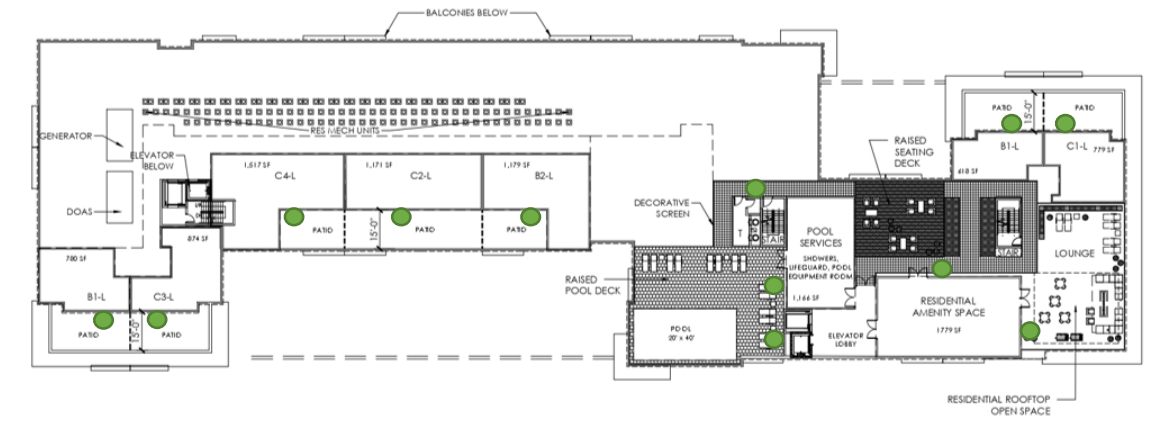 BALCONIES BELOW
GENERATOR
RES MECH UNITS
ELEVATOR
BELOW
DOAS
1,517 SF
C4-L
1,171 SF
C2-L
1,179 SF
B2-L
PATIO
15'-0"
PATIO
PATIO
874 SF
780 SF
B1-L
C3-L
PATIO
15'-0"
PATIO
DECORATIVE
SCREEN
T
STAIR
RAISED
POOL DECK
POOL
20' x 40'
POOL
SERVICES
SHOWERS,
LIFEGUARD, POOL
EQUIPMENT ROOM
1,166 SF
ELEVATOR
LOBBY
RAISED
SEATING
DECK
PATIO
15'-0"
PATIO
B1-L
C1-L
779 SF
618 SF
STAIR
LOUNGE
RESIDENTIAL
AMENITY SPACE
1779 SF
RESIDENTIAL ROOFTOP
OPEN SPACE